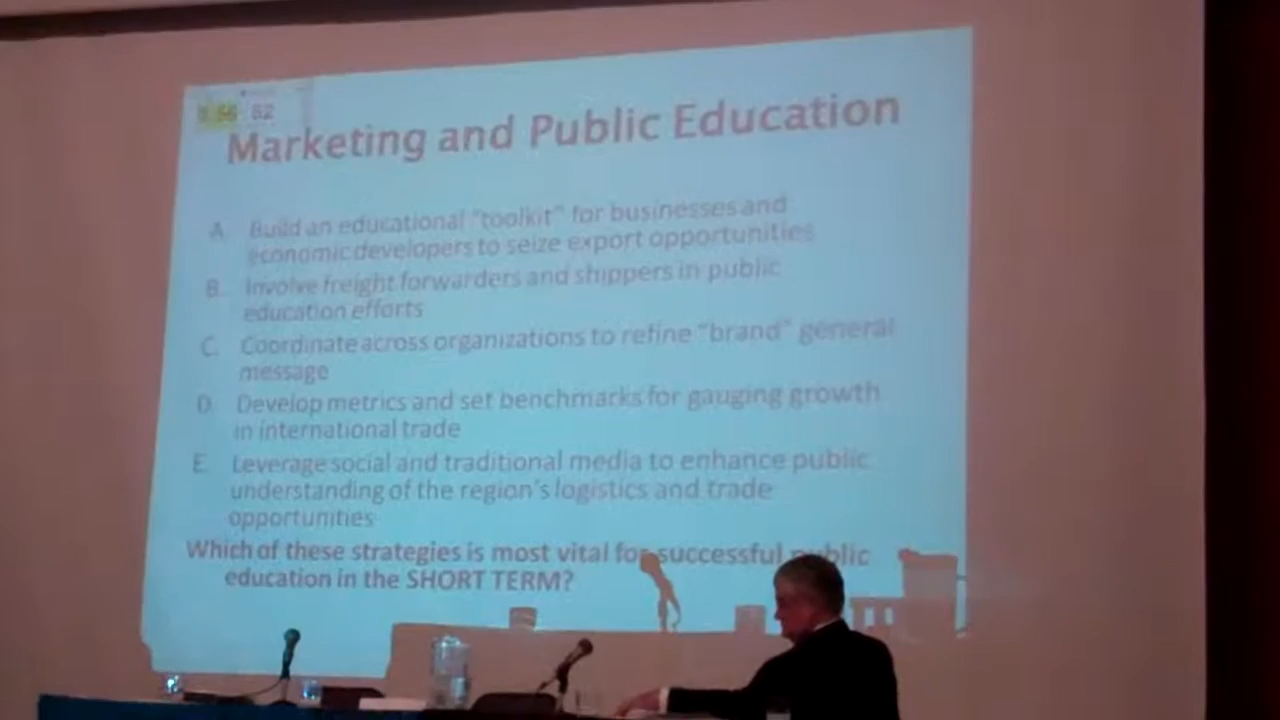 62
Marketing and Public Education
A. Build an educational "toolkit" for businesses and
economic developers to seize export opportunities
B. Involve freight forwarders and shippers in public
education efforts
C. Coordinate across organizations to refine "brand" general
message
D. Develop metrics and set benchmarks for gauging growth
in international trade
E. Leverage social and traditional media to enhance public
understanding of the region's logistics and trade
opportunities
Which of these strategies is most vital for successful public
education in the SHORT TERM?